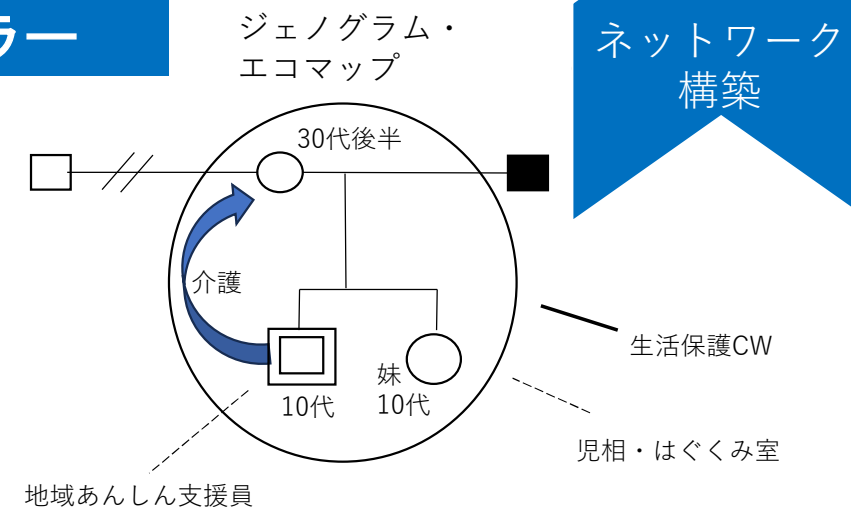 ラー
ジェノグラム・
エコマップ
ネットワーク
構築
30代後半
介護
妹
10代
10代
生活保護CW
児相・はぐくみ室
地域あんしん支援員